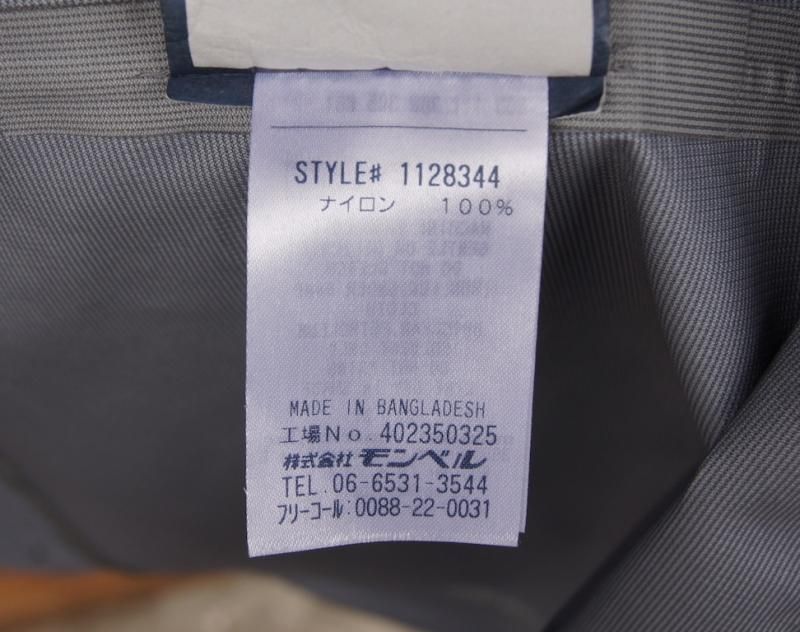 STYLE# 1128344
ナイロン 100%
MADE IN BANGLADESH
工場No.402350325
株式会社 モンベル
TEL.06-6531-3544
フリーコール:0088-22-0031